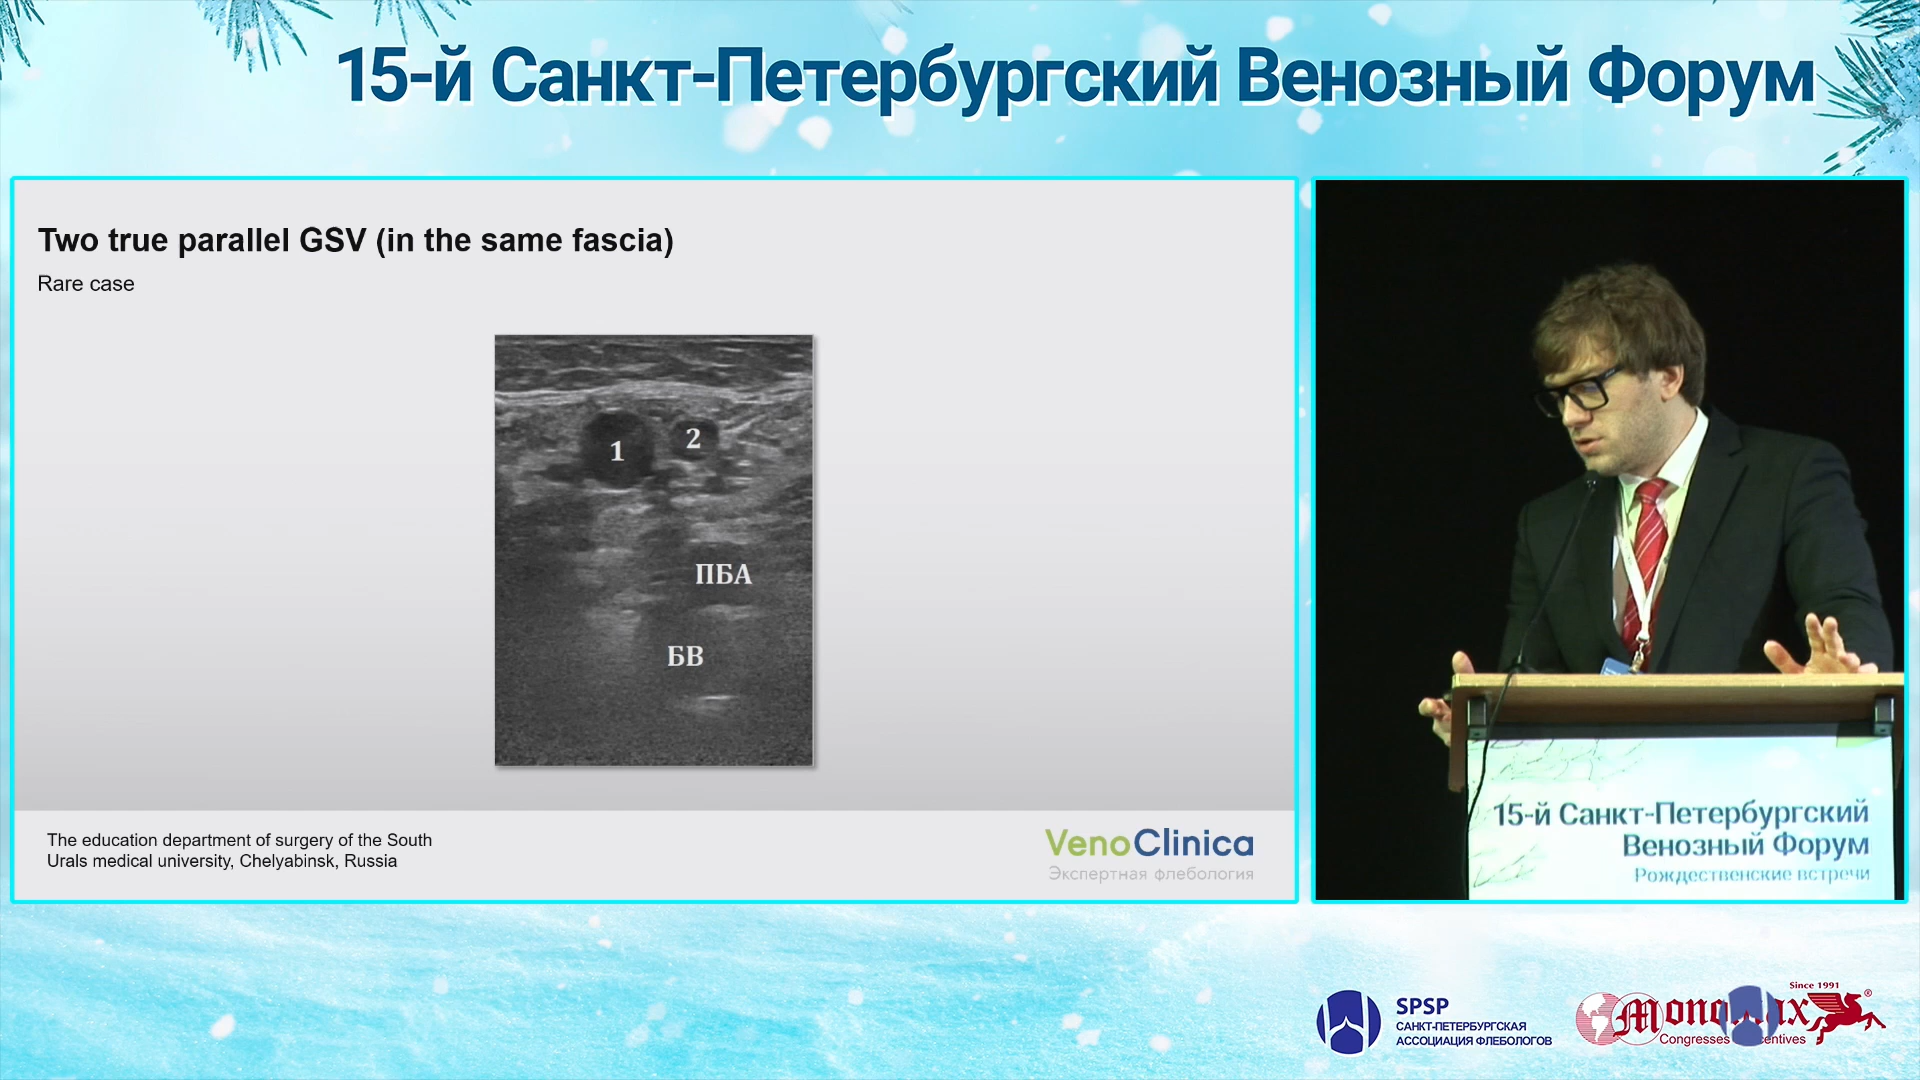 15-й Санкт-Петербургский Венозный Форум
Two true parallel GSV (in the same fascia)
Rare case
1
2
ПБА
БВ
The education department of surgery of the South
Urals medical university, Chelyabinsk, Russia
VenoClinica
Экспертная флебология
15-й Санкт-Петербургский
Венозный Форум
Рождественские встречи
SPSP
САНКТ-ПЕТЕРБУРГСКАЯ
АССОЦИАЦИЯ ФЛЕБОЛОГОВ
Since 1991
Congresses